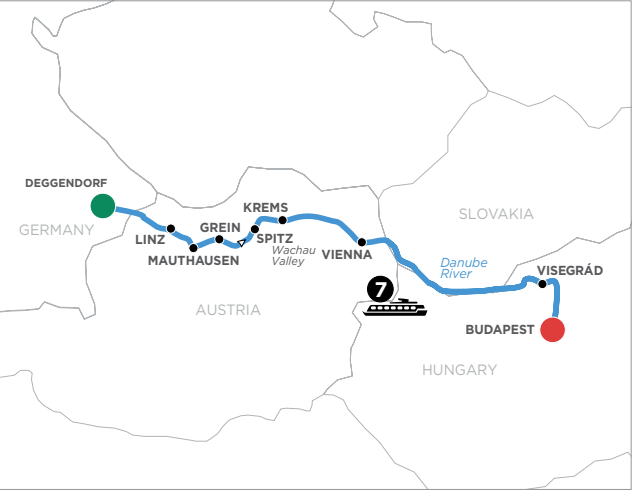 DEGGENDORF
GERMANY
LINZ
MAUTHAUSEN
GREIN
KREMS
SPITZ
Wachau
Valley
VIENNA
AUSTRIA
SLOVAKIA
Danube
River
7
VISEGRÁD
BUDAPEST
HUNGARY